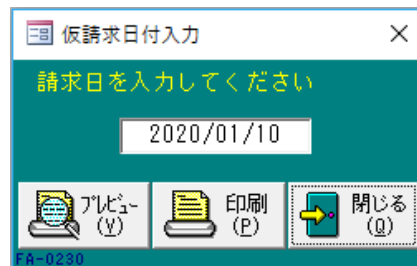 仮請求日付入力
請求日を入力してください
2020/01/10
ﾌﾟﾚﾋﾞｭｰ
(V)
印刷
(P)
閉じる
(Q)
FA-0230